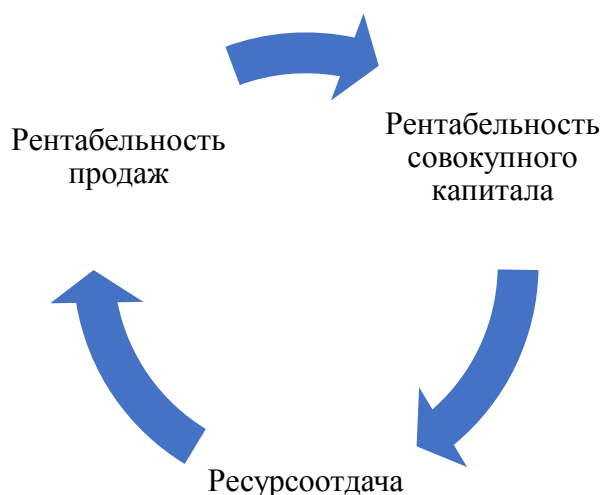 Рентабельность
продаж
Рентабельность
совокупного
капитала
Ресурсоотдача